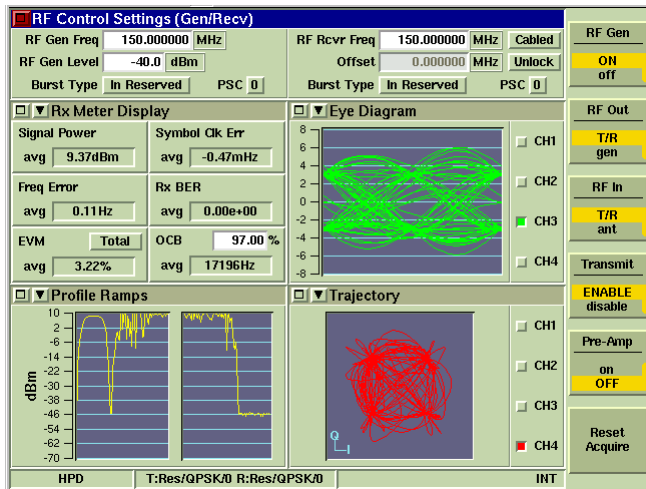 RF Control Settings (Gen/Recv)
RF Gen Freq 150.000000 MHz RF Rcvr Freq 150.000000 MHz Cabled
RF Gen Level -40.0 dBm Offset 0.000000 MHz Unlock
Burst Type In Reserved PSC 0 Burst Type In Reserved PSC 0
Rx Meter Display
Signal Power Symbol Clk Err
avg 9.37dBm avg -0.47mHz
Freq Error Rx BER
avg 0.11Hz avg 0.00e+00
EVM Total OCB 97.00 %
avg 3.22% avg 17196Hz
Eye Diagram
8
6
4
2
0
-2
-4
-6
-8
CH1
CH2
CH3
CH4
Profile Ramps
dBm
10
2
-6
-14
-21
-29
-38
-46
-54
-62
-70
Trajectory
Q
I
CH1
CH2
CH3
CH4
HPD T:Res/QPSK/0 R:Res/QPSK/0 INT
RF Gen
ON
off
RF Out
T/R
gen
RF In
T/R
ant
Transmit
ENABLE
disable
Pre-Amp
on
OFF
Reset
Acquire